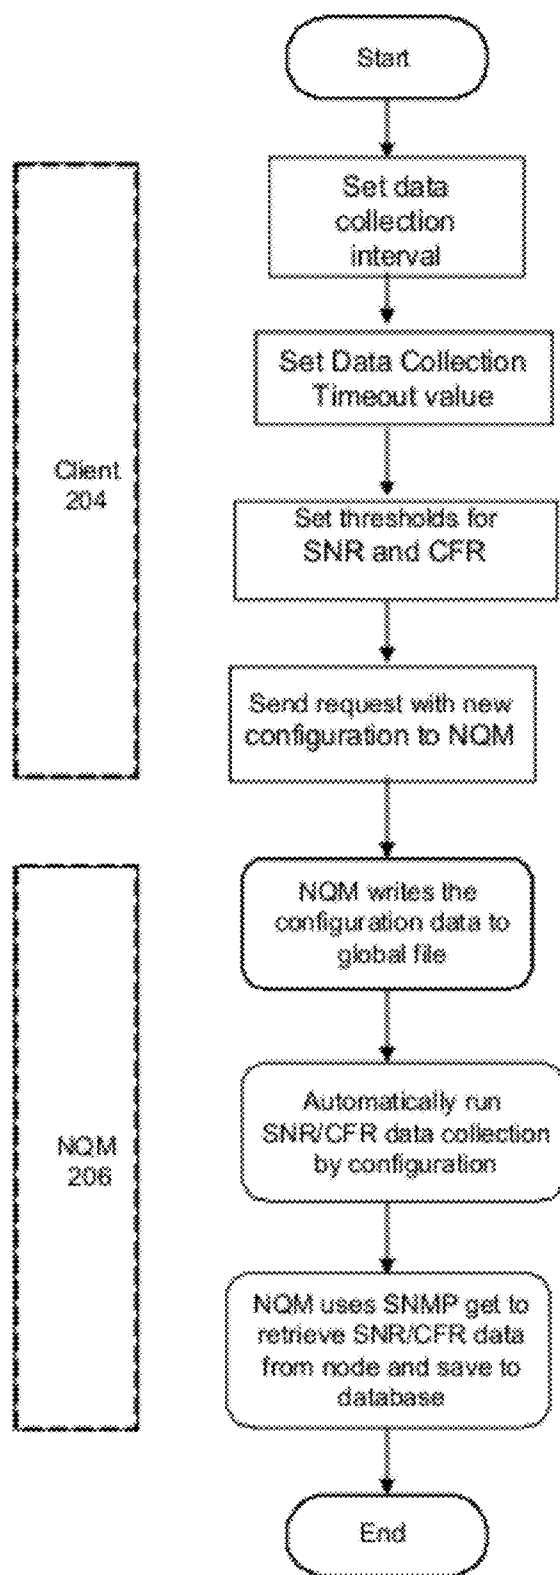 Start
Set data
collection
interval
Set Data Collection
Timeout value
Client
204
Set thresholds for
SNR and CFR
Send request with new
configuration to NQM
NQM writes the
configuration data to
global file
Automatically run
SNR/CFR data collection
by configuration
NQM
206
NQM uses SNMP get to
retrieve SNR/CFR data
from node and save to
database
End